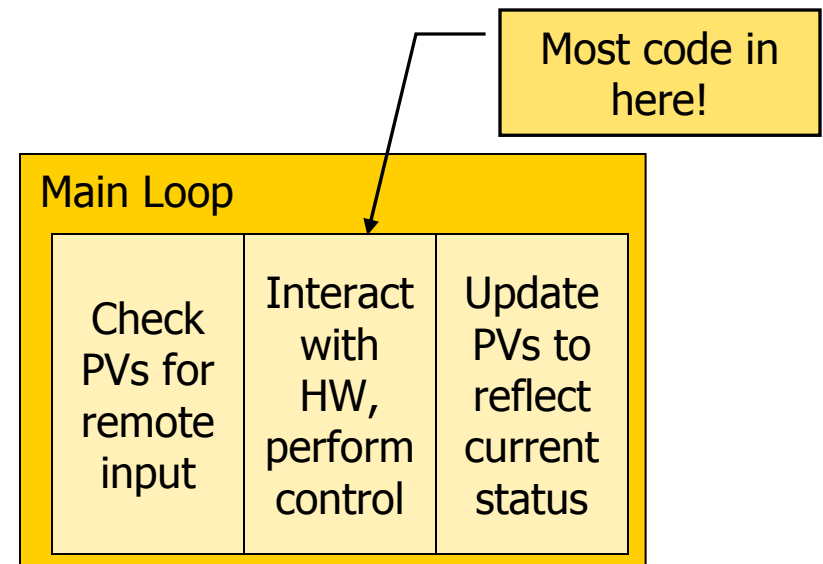 Most code in
here!
Main Loop
Check
PVs for
remote
input
Interact
with
HW,
perform
control
Update
PVs to
reflect
current
status